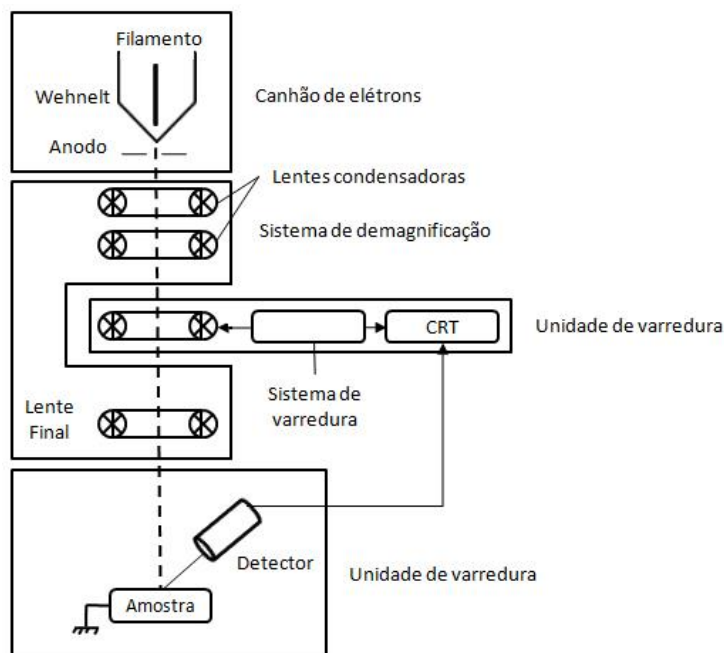 Filamento
Wehnelt
Canhão de elétrons
Anodo
Lentes condensadoras
Sistema de demagnificação
CRT
Unidade de varredura
Sistema de
varredura
Lente
Final
Detector
Unidade de varredura
Amostra